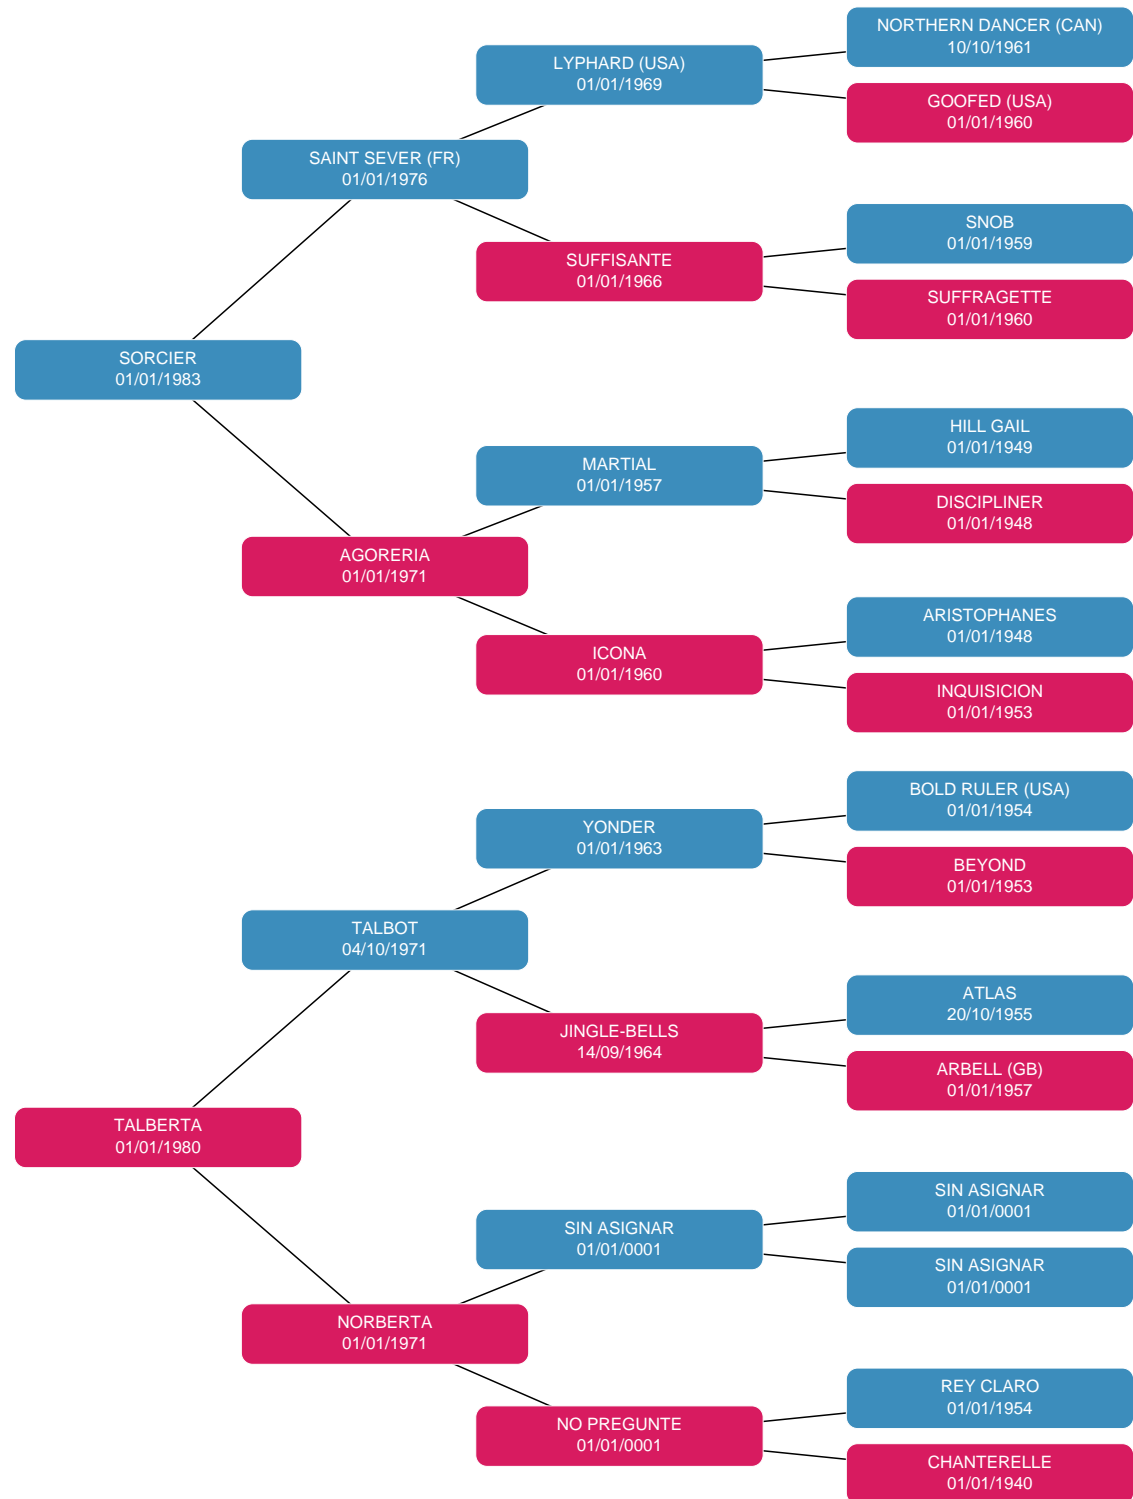 NORTHERN DANCER (CAN)
10/10/1961
LYPHARD (USA)
01/01/1969
GOOFED (USA)
01/01/1960
SAINT SEVER (FR)
01/01/1976
SNOB
01/01/1959
SUFFISANTE
01/01/1966
SUFFRAGETTE
01/01/1960
SORCIER
01/01/1983
HILL GAIL
01/01/1949
MARTIAL
01/01/1957
DISCIPLINER
01/01/1948
AGORERIA
01/01/1971
ARISTOPHANES
01/01/1948
ICONA
01/01/1960
INQUISICION
01/01/1953
BOLD RULER (USA)
01/01/1954
YONDER
01/01/1963
BEYOND
01/01/1953
TALBOT
04/10/1971
ATLAS
20/10/1955
JINGLE-BELLS
14/09/1964
ARBELL (GB)
01/01/1957
TALBERTA
01/01/1980
SIN ASIGNAR
01/01/0001
SIN ASIGNAR
01/01/0001
SIN ASIGNAR
01/01/0001
NORBERTA
01/01/1971
REY CLARO
01/01/1954
NO PREGUNTE
01/01/0001
CHANTERELLE
01/01/1940